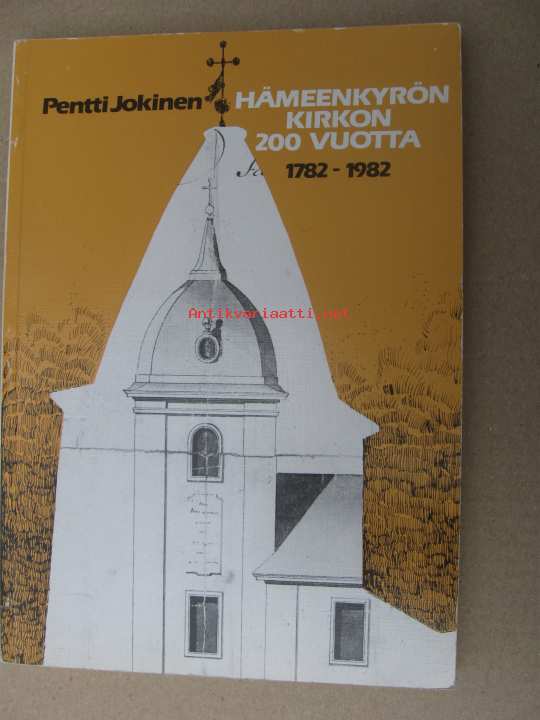 Pentti Jokinen
HÄMEENKYRÖN
KIRKON
200 VUOTTA
1782 - 1982
Antikvariaatti.net